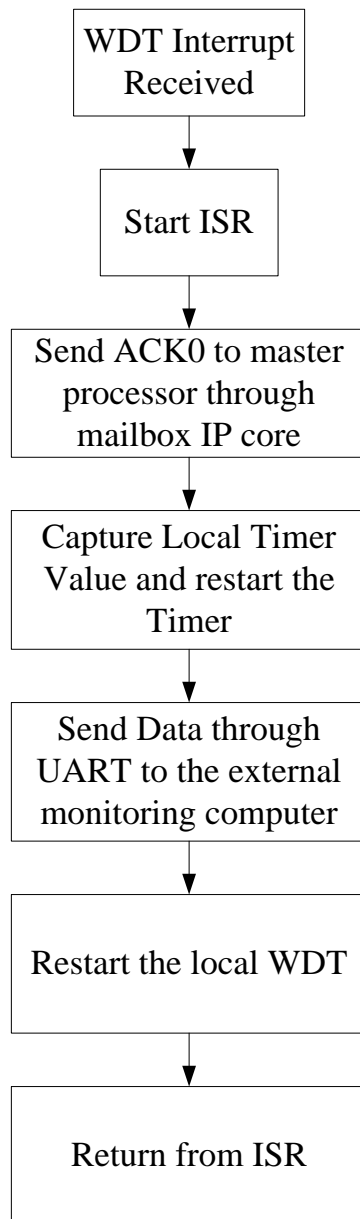 WDT Interrupt
Received
Start ISR
Send ACK0 to master
processor through
mailbox IP core
Capture Local Timer
Value and restart the
Timer
Send Data through
UART to the external
monitoring computer
Restart the local WDT
Return from ISR